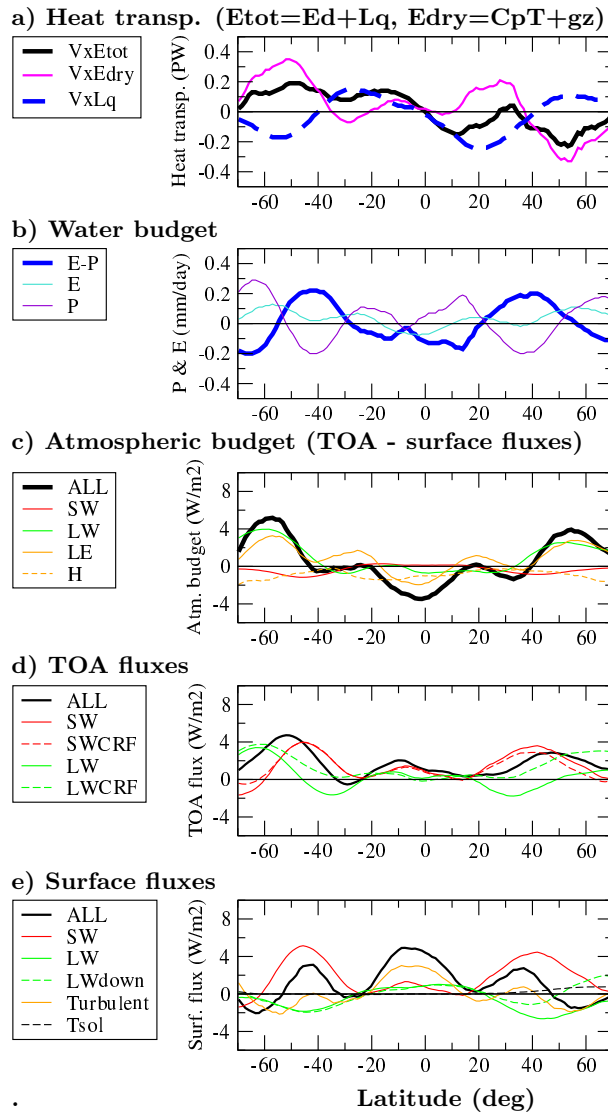 a) Heat transp. (Etot=Ed+Lq, Edry=CpT+gz)
VxEtot
VxEdry
VxLq
Heat transp. (PW)
0.4
0.2
0
-0.2
-0.4
-60 -40 -20 0 20 40 60
b) Water budget
E-P
E
P
P & E (mm/day)
0.4
0.2
0
-0.2
-0.4
-60 -40 -20 0 20 40 60
c) Atmospheric budget (TOA - surface fluxes)
ALL
SW
LW
LE
H
Atm. budget (W/m2)
8
4
0
-4
-60 -40 -20 0 20 40 60
d) TOA fluxes
ALL
SW
SWCRF
LW
LWCRF
TOA flux (W/m2)
8
4
0
-4
-60 -40 -20 0 20 40 60
e) Surface fluxes
ALL
SW
LW
LWdown
Turbulent
Tsol
Surf. flux (W/m2)
8
4
0
-4
-60 -40 -20 0 20 40 60
. Latitude (deg)